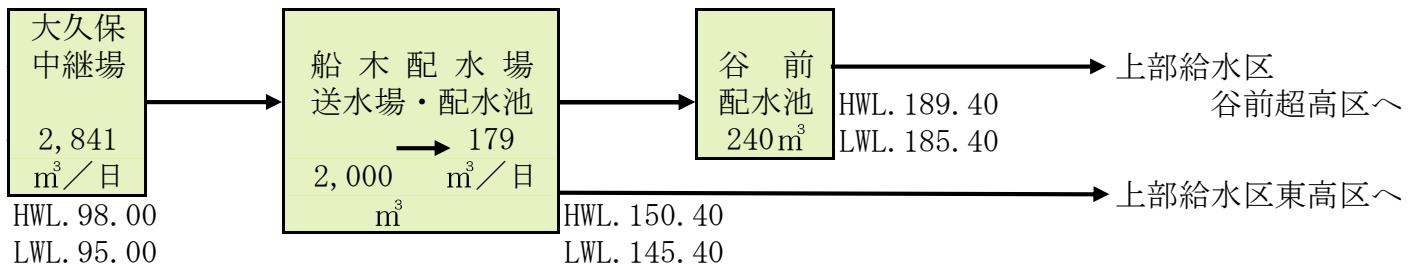 大久保
中継場
2,841
㎥／日
HWL.98.00
LWL.95.00
船木配水場
送水場・配水池
2,000
㎥
179
㎥／日
HWL.150.40
LWL.145.40
谷前
配水池
240㎥
HWL.189.40
LWL.185.40
上部給水区
谷前超高区へ
上部給水区東高区へ